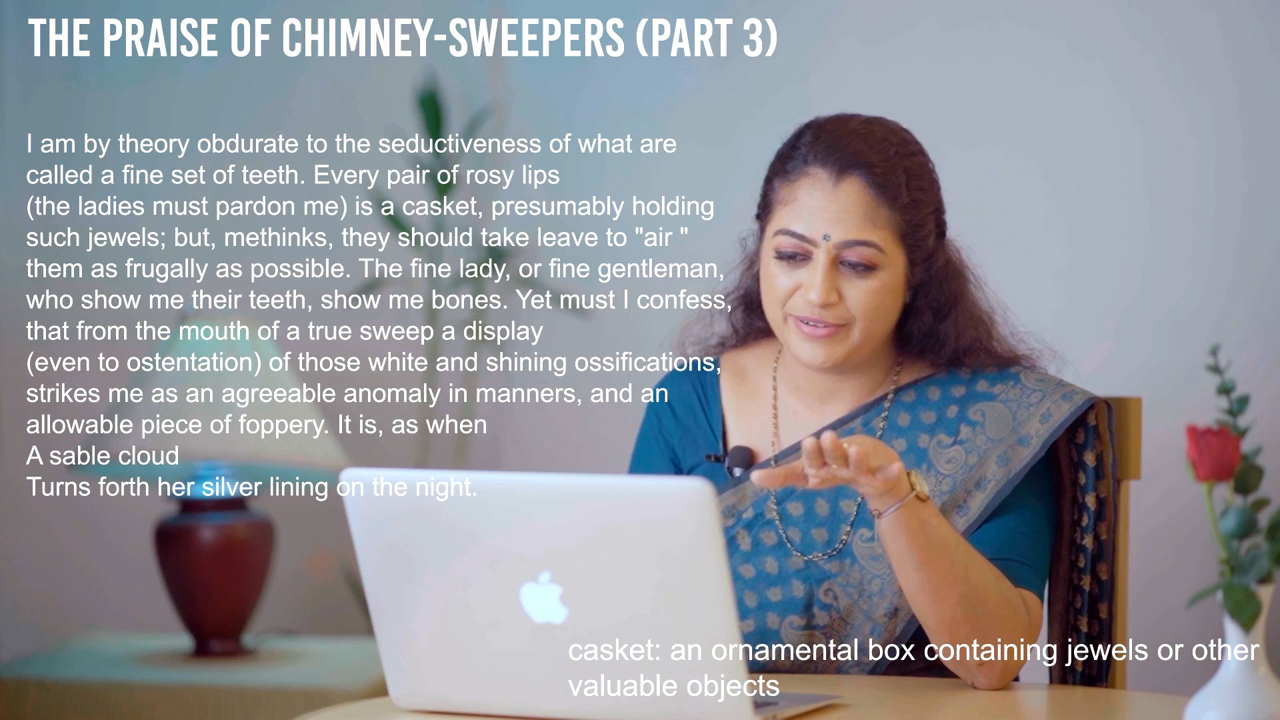 THE PRAISE OF CHIMNEY-SWEEPERS (PART 3)
I am by theory obdurate to the seductiveness of what are
called a fine set of teeth. Every pair of rosy lips
(the ladies must pardon me) is a casket, presumably holding
such jewels; but, methinks, they should take leave to "air "
them as frugally as possible. The fine lady, or fine gentleman,
who show me their teeth, show me bones. Yet must I confess,
that from the mouth of a true sweep a display
(even to ostentation) of those white and shining ossifications,
strikes me as an agreeable anomaly in manners, and an
allowable piece of foppery. It is, as when
A sable cloud
Turns forth her silver lining on the night.
casket: an ornamental box containing jewels or other
valuable objects